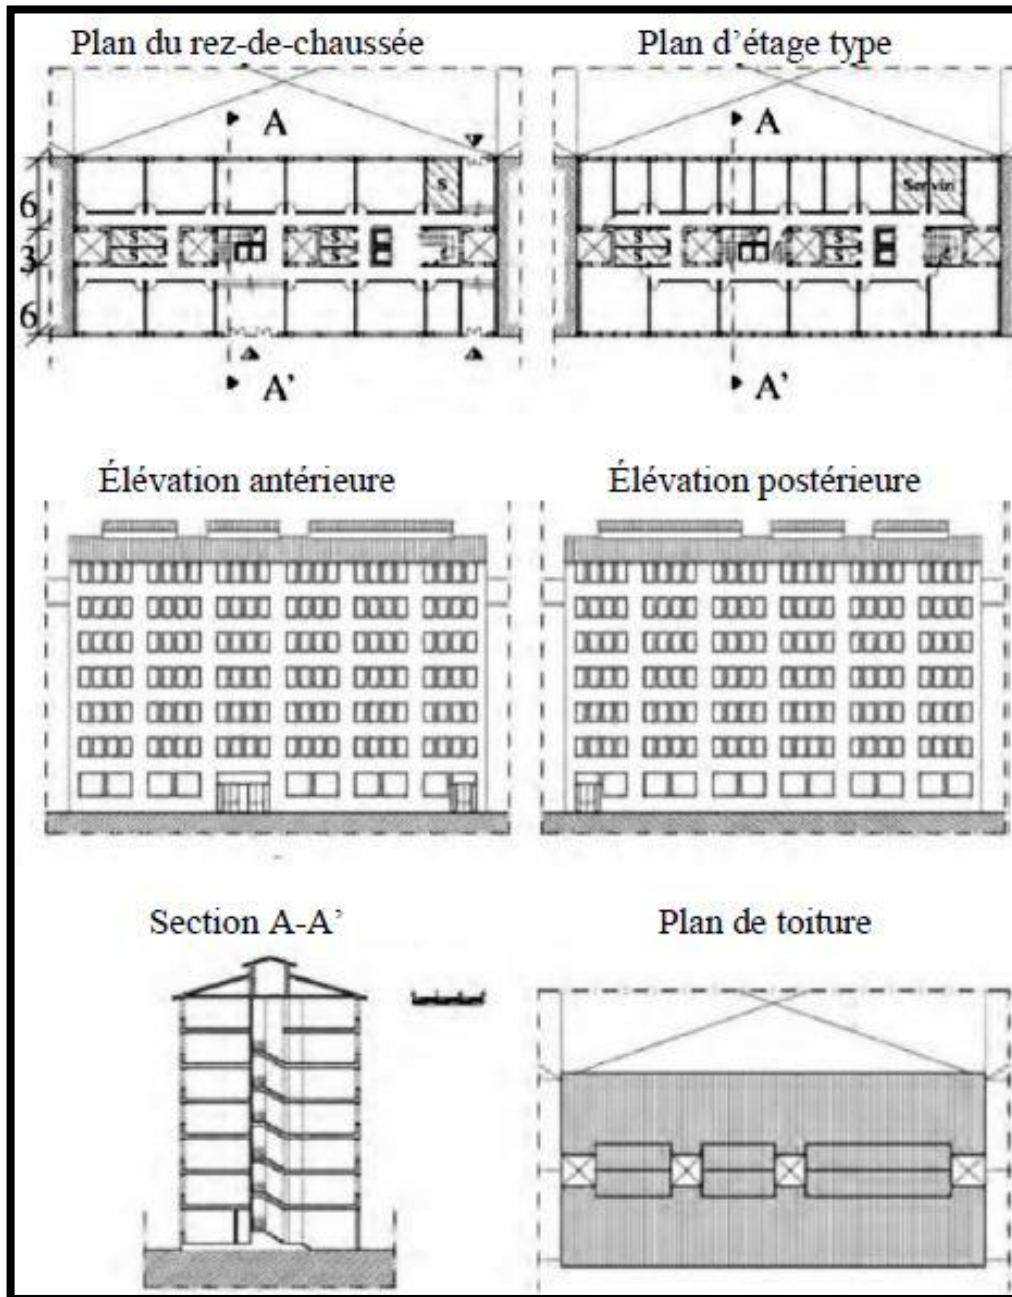 Plan du rez-de-chaussée
Plan d'étage type
A
A
S
Servizi
6
S
S
S
S
S
S
S
S
3
6
A'
A'
Élévation antérieure
Élévation postérieure
Section A-A'
Plan de toiture